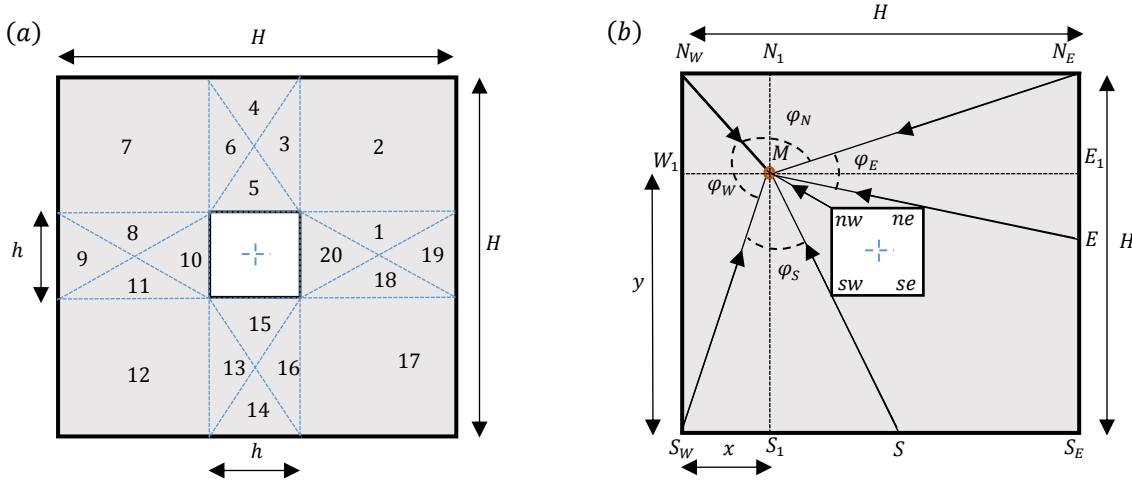 (a)
H
4
7
6
3
2
5
8
1
h
9
10
20
19
H
11
18
15
12
13
16
17
14
h
(b)
H
N_W
N_1
N_E
φ_N
M
W_1
φ_E
E_1
φ_W
nw
ne
H
E
φ_S
y
sw
se
S_W
x
S_1
S
S_E